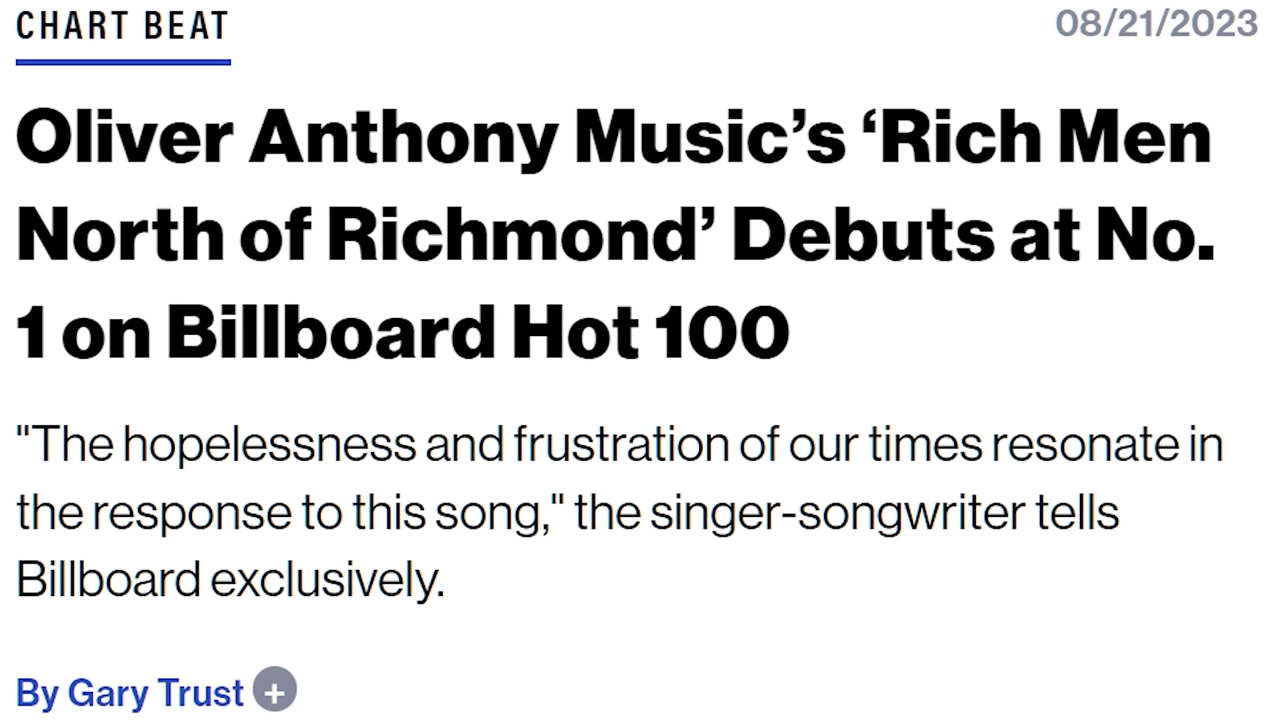 CHART BEAT
08/21/2023
Oliver Anthony Music’s ‘Rich Men
North of Richmond’ Debuts at No.
1 on Billboard Hot 100
"The hopelessness and frustration of our times resonate in
the response to this song," the singer-songwriter tells
Billboard exclusively.
By Gary Trust +